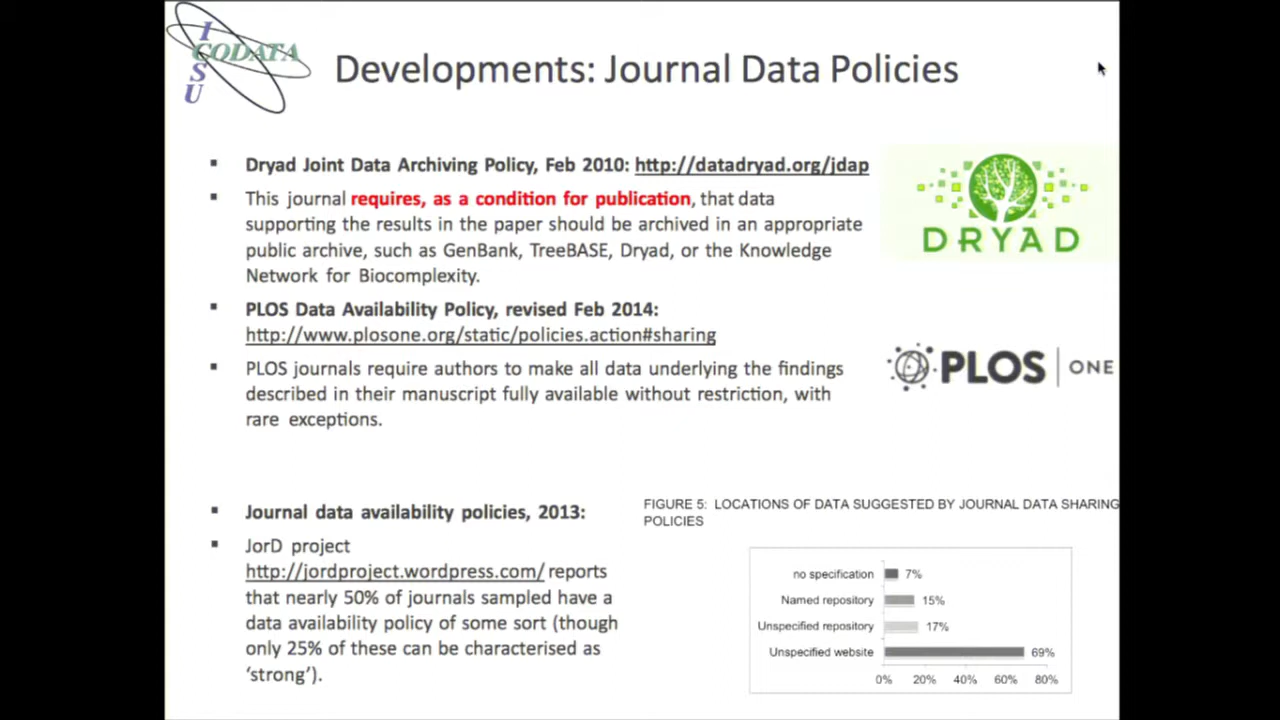 I
CODATA
S
U
Developments: Journal Data Policies
▪ Dryad Joint Data Archiving Policy, Feb 2010: http://datadryad.org/jdap
▪ This journal requires, as a condition for publication, that data
supporting the results in the paper should be archived in an appropriate
public archive, such as GenBank, TreeBASE, Dryad, or the Knowledge
Network for Biocomplexity.
DRYAD
▪ PLOS Data Availability Policy, revised Feb 2014:
http://www.plosone.org/static/policies.action#sharing
▪ PLOS journals require authors to make all data underlying the findings
described in their manuscript fully available without restriction, with
rare exceptions.
PLOS | ONE
▪ Journal data availability policies, 2013:
▪ JorD project
http://jordproject.wordpress.com/ reports
that nearly 50% of journals sampled have a
data availability policy of some sort (though
only 25% of these can be characterised as
‘strong’).
FIGURE 5: LOCATIONS OF DATA SUGGESTED BY JOURNAL DATA SHARING
POLICIES
no specification 7%
Named repository 15%
Unspecified repository 17%
Unspecified website 69%
0% 20% 40% 60% 80%